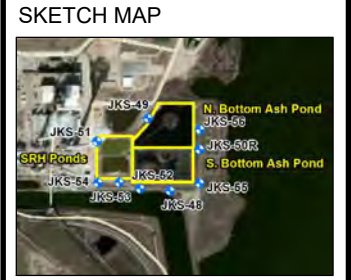 SKETCH MAP
JKS-49
N. Bottom Ash Pond
JKS-56
JKS-51
JKS-50R
SRH Ponds
JKS-52
S. Bottom Ash Pond
JKS-54
JKS-55
JKS-53
JKS-48